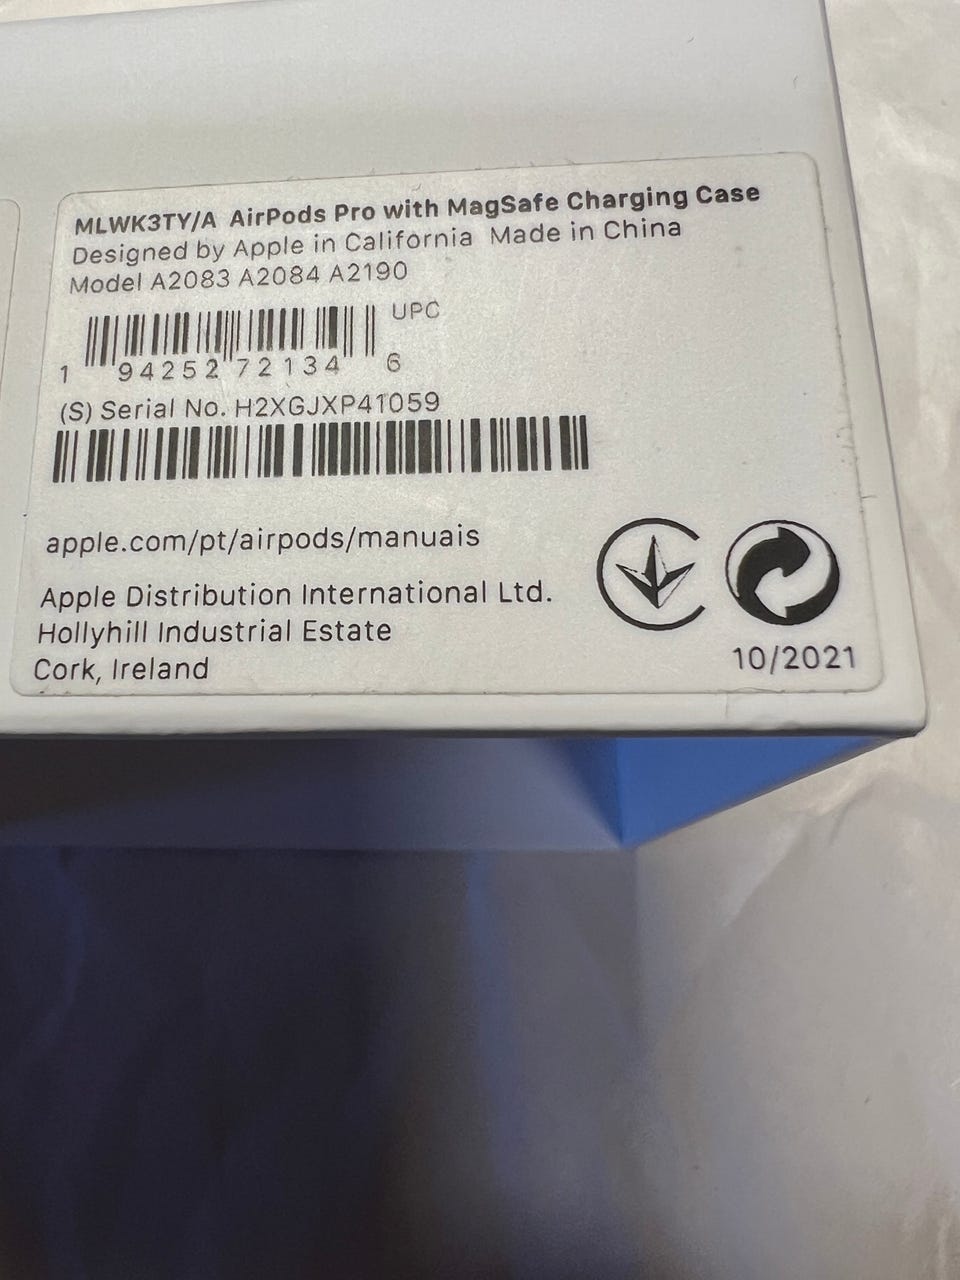 MLWK3TY/A AirPods Pro with MagSafe Charging Case
Designed by Apple in California Made in China
Model A2083 A2084 A2190
UPC
1 94252 72134 6
(S) Serial No. H2XGJXP41059
apple.com/pt/airpods/manuais
Apple Distribution International Ltd.
Hollyhill Industrial Estate
Cork, Ireland
10/2021